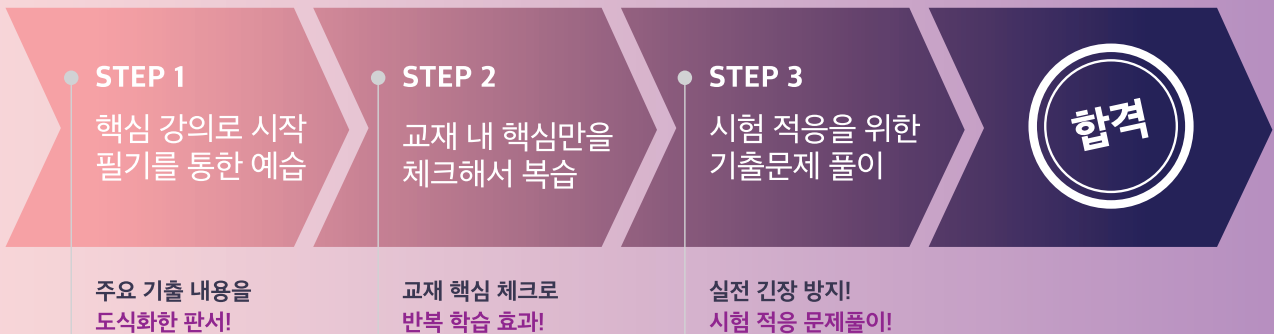 STEP 1
핵심 강의로 시작
필기를 통한 예습
주요 기출 내용을
도식화한 판서!
STEP 2
교재 내 핵심만을
체크해서 복습
교재 핵심 체크로
반복 학습 효과!
STEP 3
시험 적응을 위한
기출문제 풀이
실전 긴장 방지!
시험 적응 문제풀이!
합격